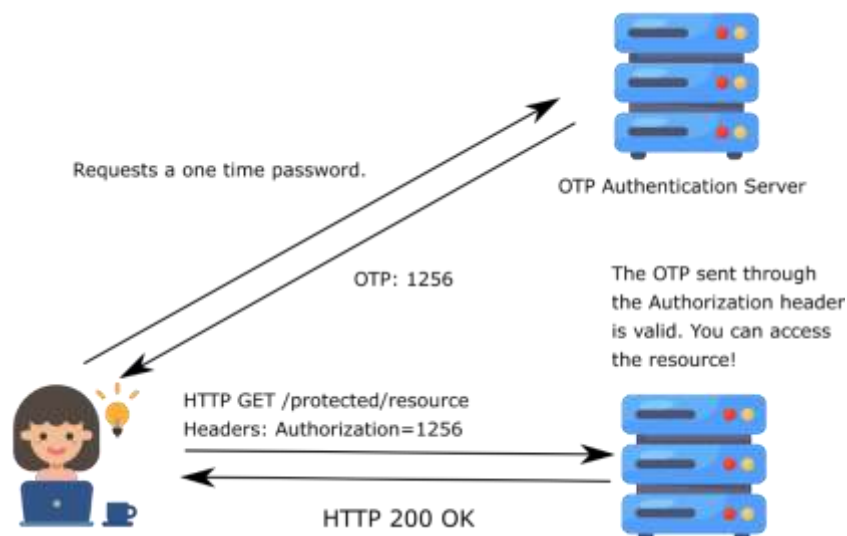 Requests a one time password.
OTP Authentication Server
OTP: 1256
The OTP sent through
the Authorization header
is valid. You can access
the resource!
HTTP GET /protected/resource
Headers: Authorization=1256
HTTP 200 OK